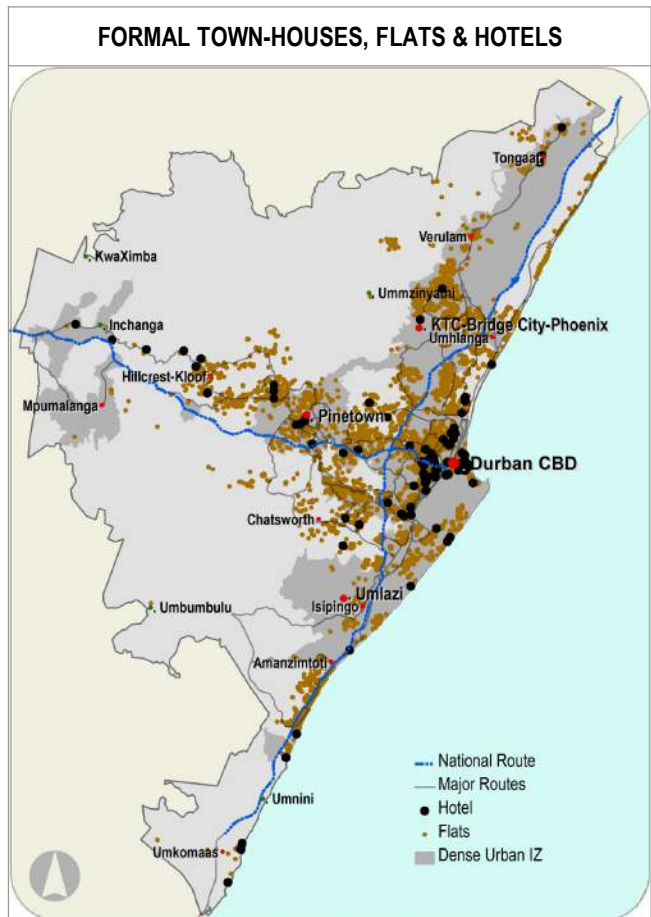 FORMAL TOWN-HOUSES, FLATS & HOTELS
Tongaat
Verulam
KwaXimba
Ummzinyathi
Inchanga
KTC-Bridge City-Phoenix
Umhlanga
Hillcrest-Kloof
Mpumalanga
Pinetown
Durban CBD
Chatsworth
Umlazi
Umbumbulu
Isipingo
Amanzimtoti
National Route
Major Routes
Hotel
Umnini
Flats
Umkomaas
Dense Urban IZ